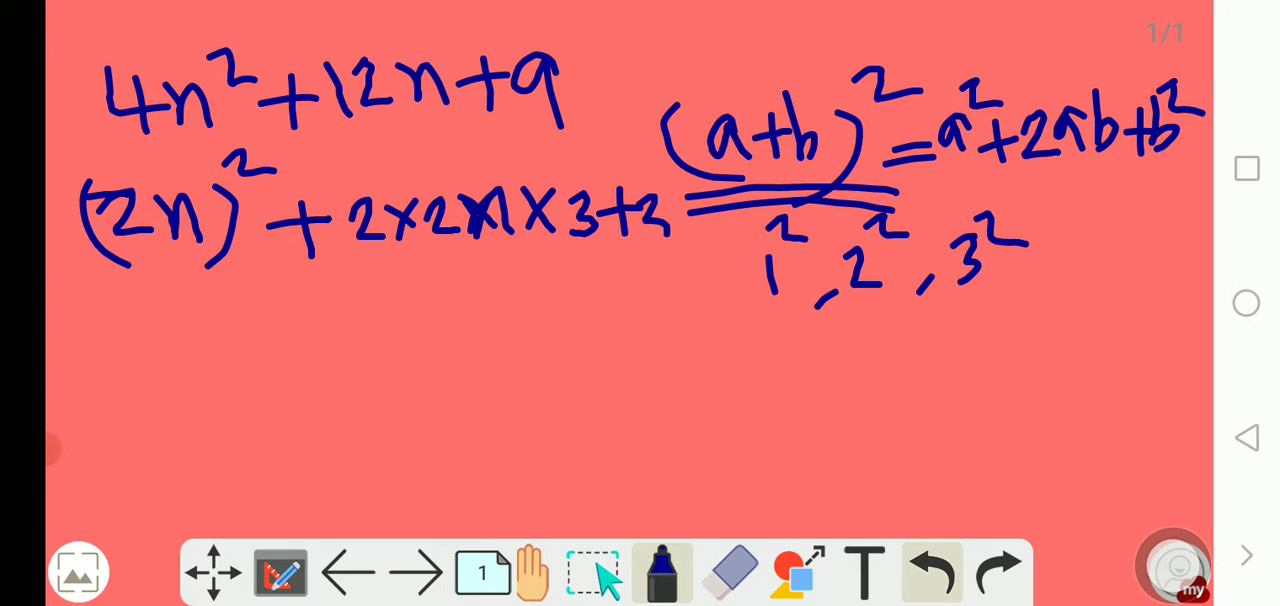 1/1
4n² + 12n + 9
(a+b)² = a² + 2ab + b²
(2n)² + 2 × 2n × 3 + 3
1², 2², 3²
1
T
my